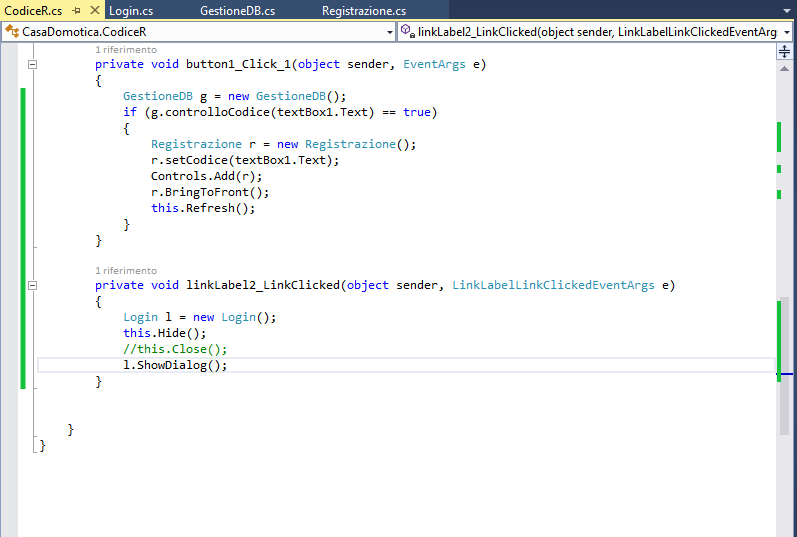 CodiceR.cs Login.cs GestioneDB.cs Registrazione.cs
CasaDomotica.CodiceR linkLabel2_LinkClicked(object sender, LinkLabelLinkClickedEventArg
1 riferimento
private void button1_Click_1(object sender, EventArgs e)
{
GestioneDB g = new GestioneDB();
if (g.controlloCodice(textBox1.Text) == true)
{
Registrazione r = new Registrazione();
r.setCodice(textBox1.Text);
Controls.Add(r);
r.BringToFront();
this.Refresh();
}
}
1 riferimento
private void linkLabel2_LinkClicked(object sender, LinkLabelLinkClickedEventArgs e)
{
Login l = new Login();
this.Hide();
//this.Close();
l.ShowDialog();
}
}
}